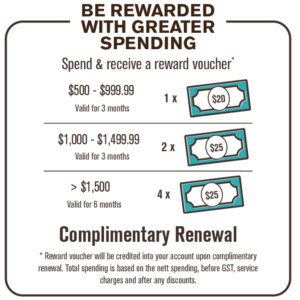 BE REWARDED
WITH GREATER
SPENDING
Spend & receive a reward voucher*
$500 - $999.99
Valid for 3 months
1 x
$20
$1,000 - $1,499.99
Valid for 3 months
2 x
$25
> $1,500
Valid for 6 months
4 x
$25
Complimentary Renewal
* Reward voucher will be credited into your account upon complimentary
renewal. Total spending is based on the nett spending, before GST, service
charges and after any discounts.